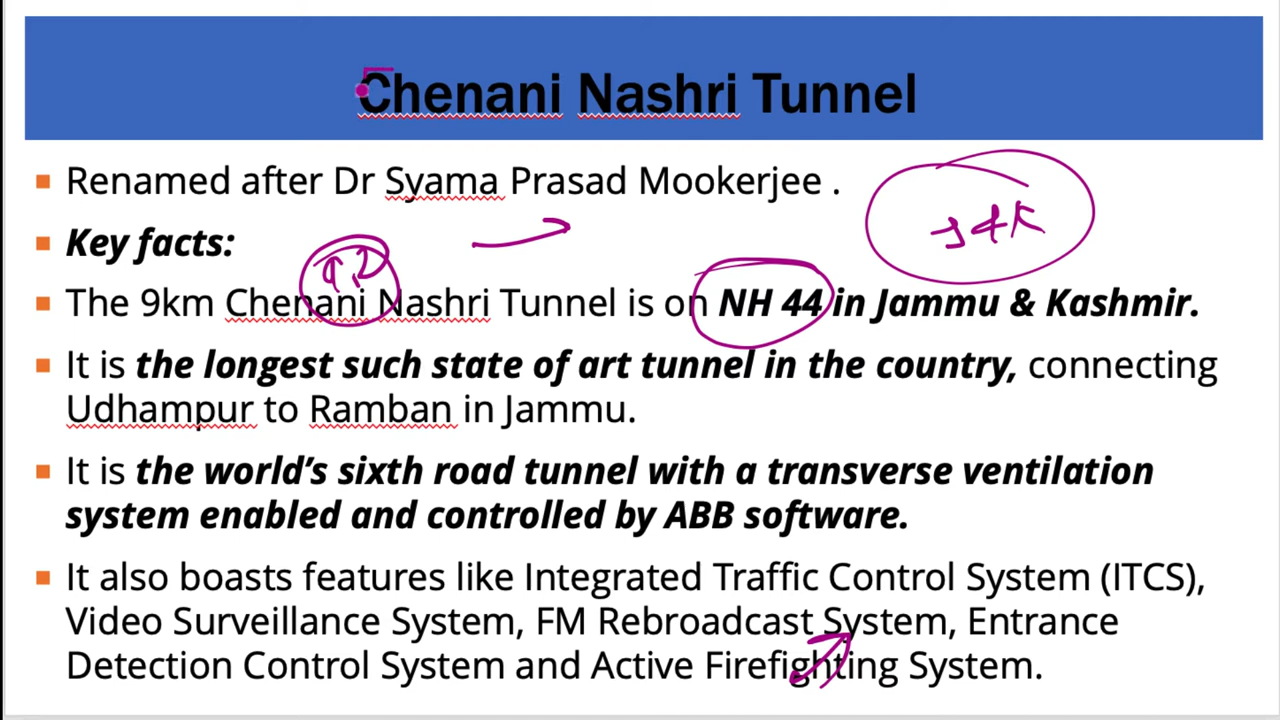 Chenani Nashri Tunnel
Renamed after Dr Syama Prasad Mookerjee .
J&K
Key facts:
The 9km Chenani Nashri Tunnel is on NH 44 in Jammu & Kashmir.
It is the longest such state of art tunnel in the country, connecting
Udhampur to Ramban in Jammu.
It is the world's sixth road tunnel with a transverse ventilation
system enabled and controlled by ABB software.
It also boasts features like Integrated Traffic Control System (ITCS),
Video Surveillance System, FM Rebroadcast System, Entrance
Detection Control System and Active Firefighting System.